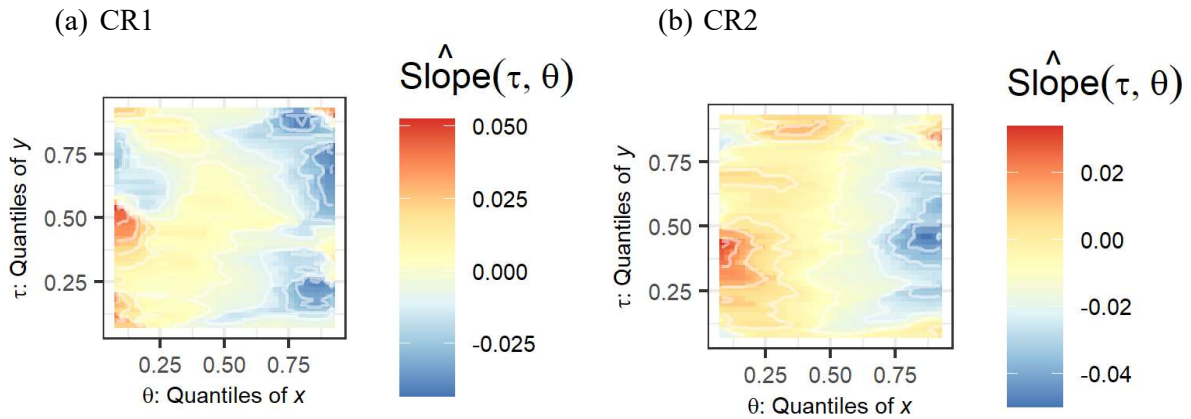 (a) CR1
Slôpe(τ, θ)
0.050
0.025
0.000
-0.025
τ: Quantiles of y
0.75
0.50
0.25
0.25 0.50 0.75
θ: Quantiles of x
(b) CR2
Slôpe(τ, θ)
0.02
0.00
-0.02
-0.04
τ: Quantiles of y
0.75
0.50
0.25
0.25 0.50 0.75
θ: Quantiles of x